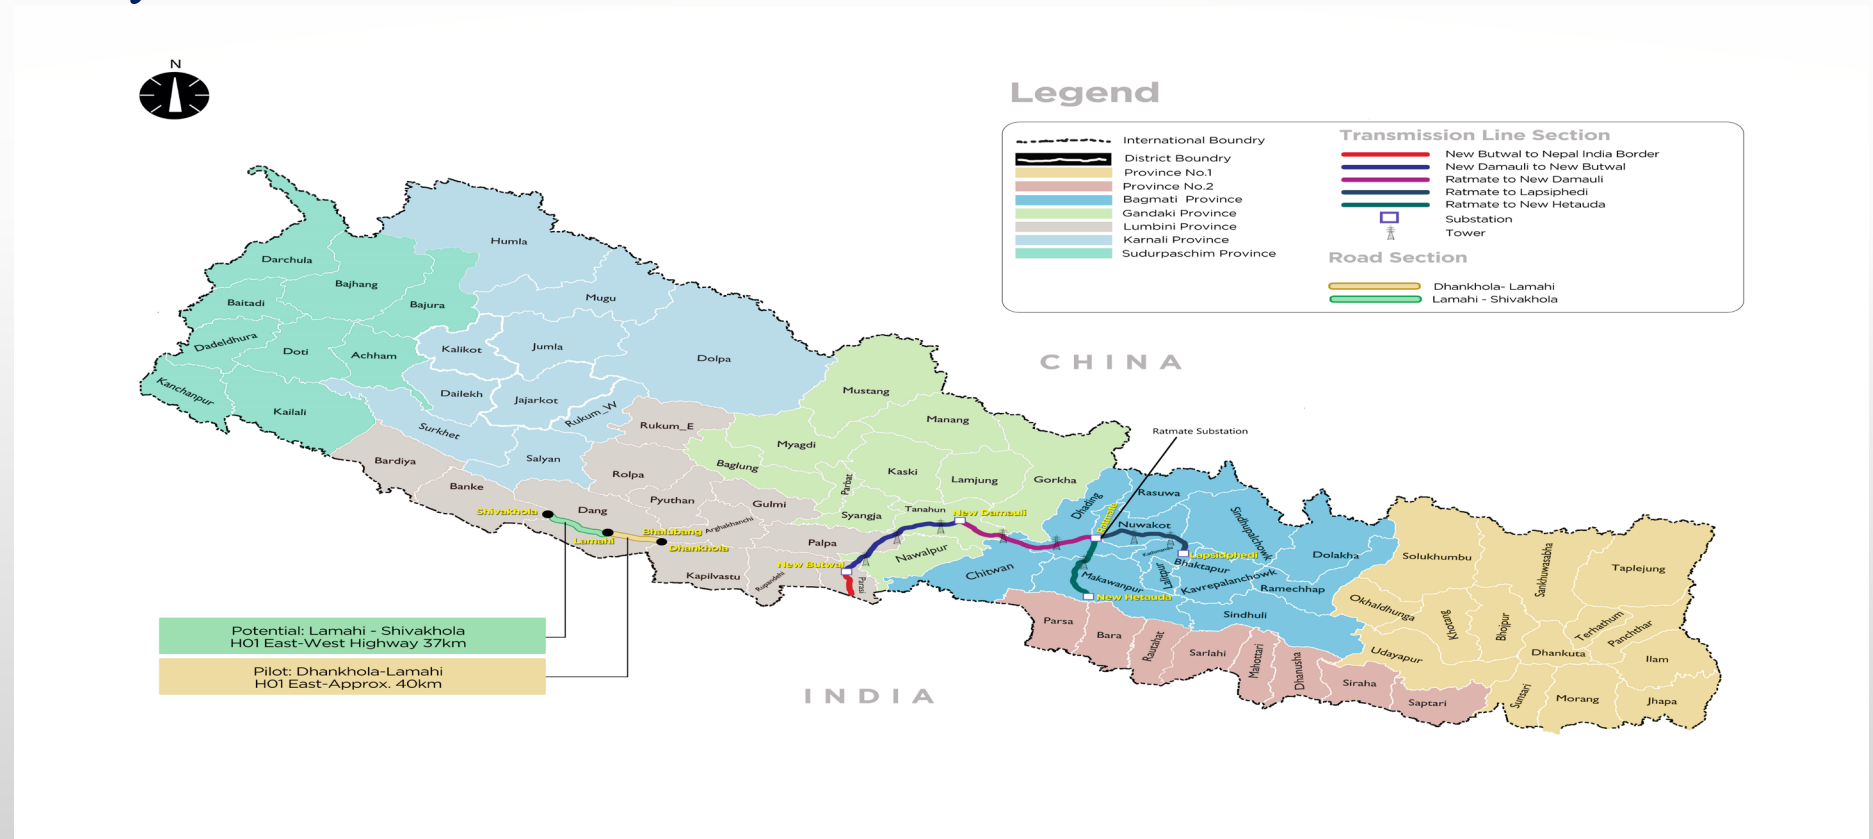 N
Legend
International Boundry
District Boundry
Province No.1
Province No.2
Bagmati Province
Gandaki Province
Lumbini Province
Karnali Province
Sudurpaschim Province
Transmission Line Section
New Butwal to Nepal India Border
New Damauli to New Butwal
Ratmate to New Damauli
Ratmate to Lapsiphedi
Ratmate to New Hetauda
Substation
Tower
Road Section
Dhankhola- Lamahi
Lamahi - Shivakhola
CHINA
INDIA
Humla
Darchula
Bajhang
Baitadi
Bajura
Mugu
Dadeldhura
Doti
Achham
Kalikot
Jumla
Dolpa
Kanchanpur
Kailali
Dailekh
Jajarkot
Rukum_W
Mustang
Surkhet
Rukum_E
Manang
Ratmate Substation
Myagdi
Bardiya
Salyan
Baglung
Kaski
Rolpa
Parbat
Lamjung
Gorkha
Banke
Pyuthan
Gulmi
Dhading
Rasuwa
Shivakhola
Dang
Syangja
Tanahun
New Damauli
Nuwakot
Sindhupalchowk
Arghakhanchi
Bhalubang
Lamahi
Dhankhola
Palpa
Nawalpur
Lapsidphedi
Dolakha
New Butwal
Kapilvastu
Rupandehi
Parasi
Chitwan
Makawanpur
Lalitpur
Bhaktapur
Kavrepalanchowk
Ramechhap
New Hetauda
Sindhuli
Solukhumbu
Sankhuwasabha
Taplejung
Okhaldhunga
Khotang
Bhojpur
Terhathum
Panchthar
Parsa
Bara
Rautahat
Sarlahi
Mahottari
Dhanusha
Siraha
Saptari
Udayapur
Dhankuta
Ilam
Sunsari
Morang
Jhapa
Potential: Lamahi - Shivakhola
H01 East-West Highway 37km
Pilot: Dhankhola-Lamahi
H01 East-Approx. 40km